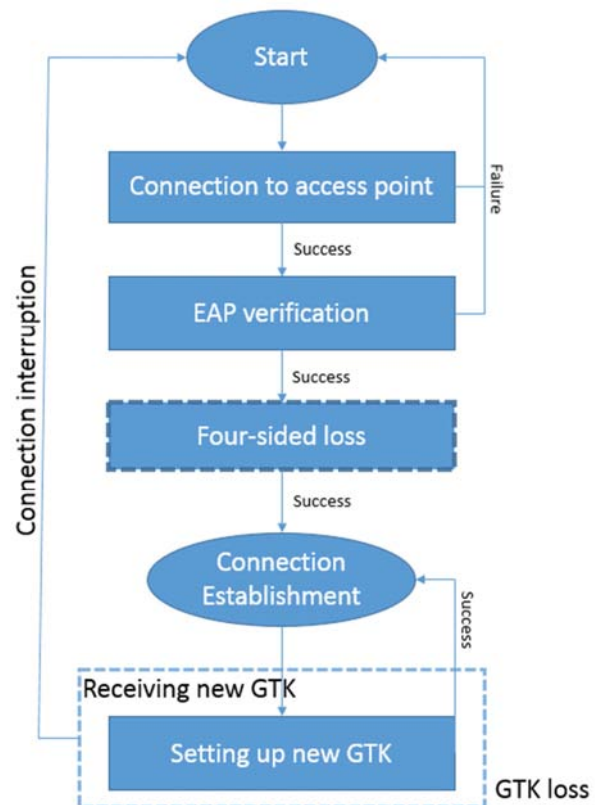 Start
Connection to access point
Failure
Success
EAP verification
Success
Four-sided loss
Success
Connection
Establishment
Success
Connection interruption
Receiving new GTK
Setting up new GTK
GTK loss